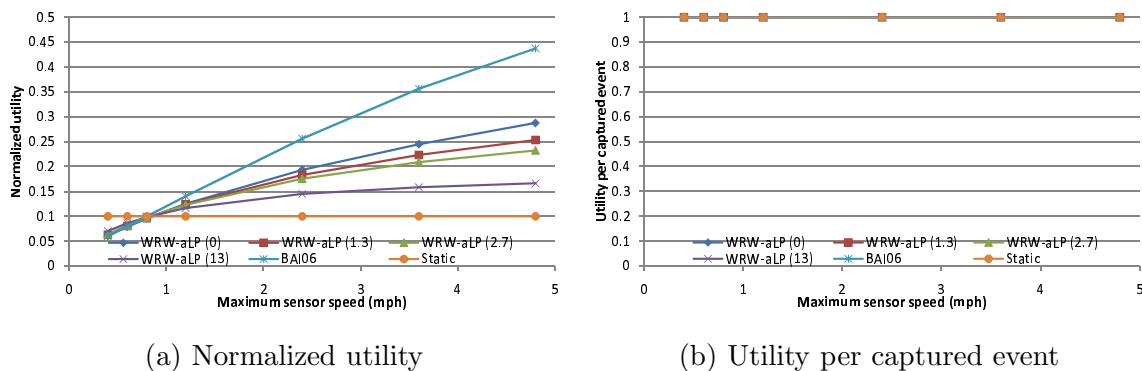 0.5
0.45
0.4
0.35
0.3
0.25
0.2
0.15
0.1
0.05
0
Normalized utility
WRW-aLP (0) WRW-aLP (1.3) WRW-aLP (2.7)
WRW-aLP (13) BAI06 Static
0 1 2 3 4 5
Maximum sensor speed (mph)
(a) Normalized utility
1
0.9
0.8
0.7
0.6
0.5
0.4
0.3
0.2
0.1
0
Utility per captured event
WRW-aLP (0) WRW-aLP (1.3) WRW-aLP (2.7)
WRW-aLP (13) BAI06 Static
0 1 2 3 4 5
Maximum sensor speed (mph)
(b) Utility per captured event